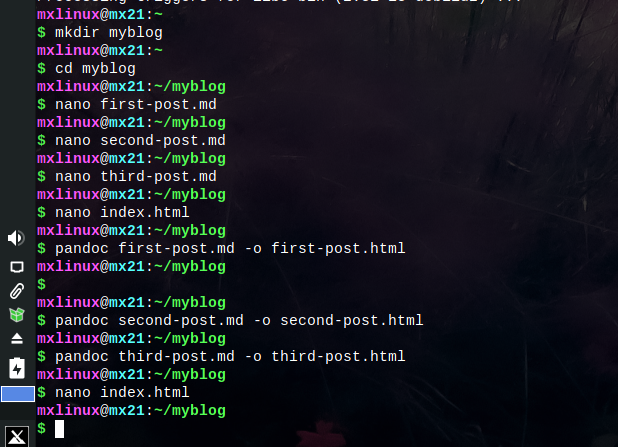 mxlinux@mx21:~
$ mkdir myblog
mxlinux@mx21:~
$ cd myblog
mxlinux@mx21:~/myblog
$ nano first-post.md
mxlinux@mx21:~/myblog
$ nano second-post.md
mxlinux@mx21:~/myblog
$ nano third-post.md
mxlinux@mx21:~/myblog
$ nano index.html
mxlinux@mx21:~/myblog
$ pandoc first-post.md -o first-post.html
mxlinux@mx21:~/myblog
$
mxlinux@mx21:~/myblog
$ pandoc second-post.md -o second-post.html
mxlinux@mx21:~/myblog
$ pandoc third-post.md -o third-post.html
mxlinux@mx21:~/myblog
$ nano index.html
mxlinux@mx21:~/myblog
$